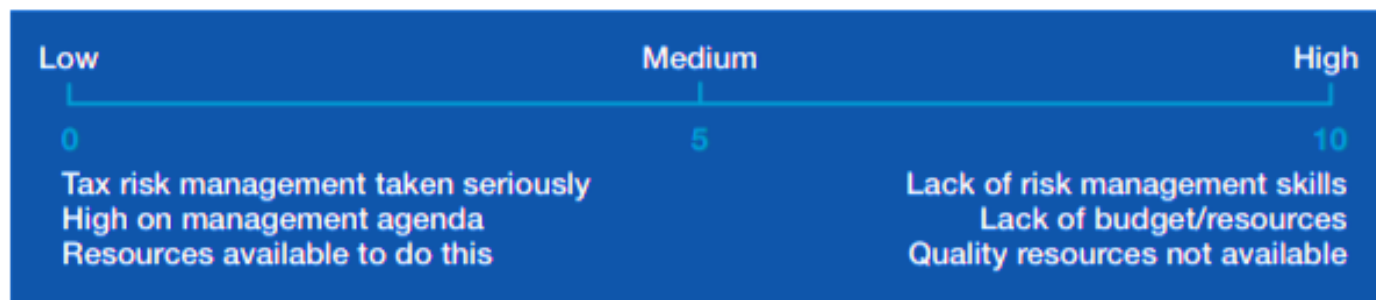 Low Medium High
0 5 10
Tax risk management taken seriously
High on management agenda
Resources available to do this
Lack of risk management skills
Lack of budget/resources
Quality resources not available